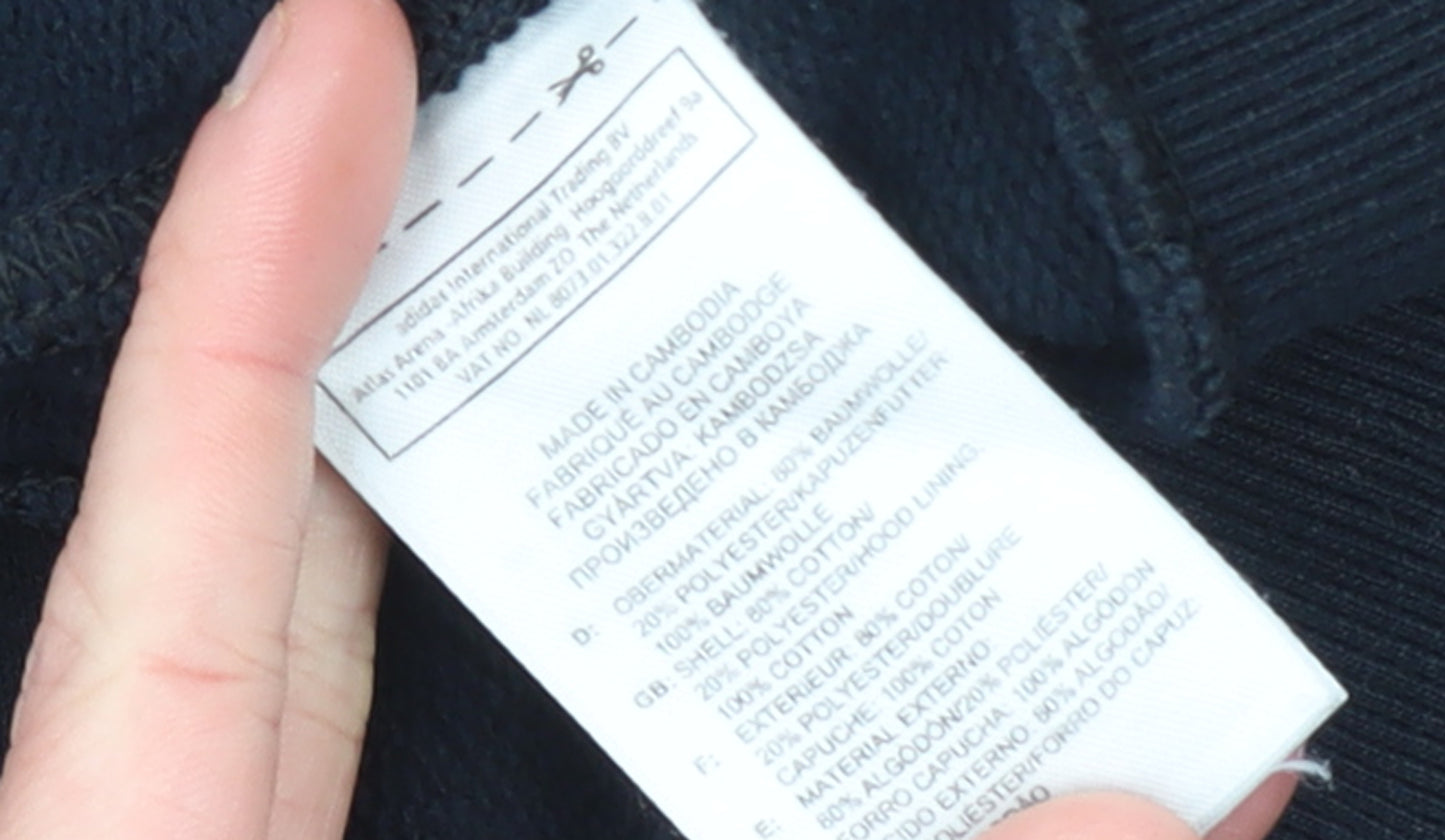 adidas International Trading BV
Atlas Arena -Afrika Building Hoogoorddreef 9a
1101 BA Amsterdam ZO The Netherlands
VAT NO. NL 8073.01.322.B.01
MADE IN CAMBODIA
FABRIQUÉ AU CAMBODGE
FABRICADO EN CAMBOYA
GYÁRTVA: KAMBODZSA
ПРОИЗВЕДЕНО В КАМБОДЖА
D: OBERMATERIAL: 80% BAUMWOLLE/
20% POLYESTER/KAPUZENFUTTER
100% BAUMWOLLE
GB: SHELL: 80% COTTON/
20% POLYESTER/HOOD LINING:
100% COTTON
F: EXTERIEUR: 80% COTON/
20% POLYESTER/DOUBLURE
CAPUCHE: 100% COTON
E: MATERIAL EXTERNO:
80% ALGODÓN/20% POLIÉSTER/
FORRO CAPUCHA: 100% ALGODÓN
EXTERNO: 80% ALGODÃO/
POLIÉSTER/FORRO DO CAPUZ: